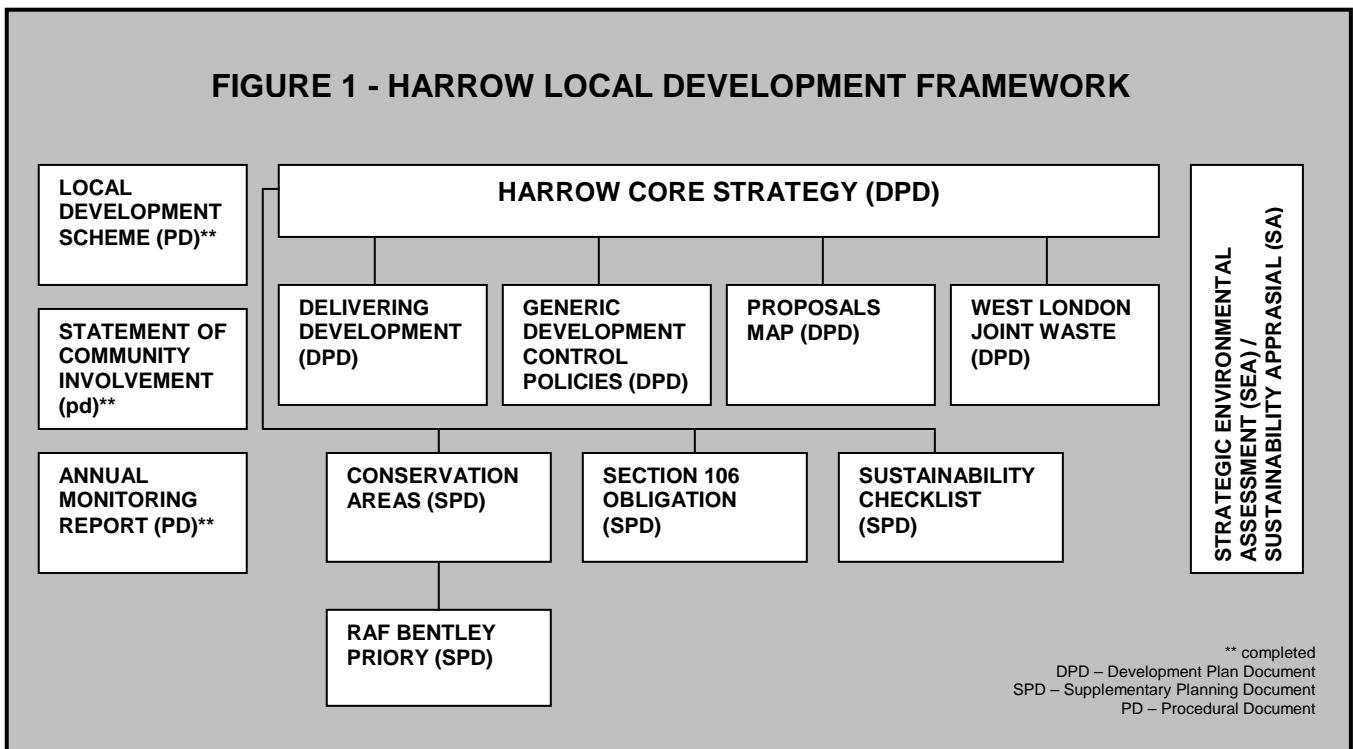 FIGURE 1 - HARROW LOCAL DEVELOPMENT FRAMEWORK
LOCAL
DEVELOPMENT
SCHEME (PD)**
STATEMENT OF
COMMUNITY
INVOLVEMENT
(pd)**
ANNUAL
MONITORING
REPORT (PD)**
HARROW CORE STRATEGY (DPD)
DELIVERING
DEVELOPMENT
(DPD)
GENERIC
DEVELOPMENT
CONTROL
POLICIES (DPD)
PROPOSALS
MAP (DPD)
WEST LONDON
JOINT WASTE
(DPD)
CONSERVATION
AREAS (SPD)
SECTION 106
OBLIGATION
(SPD)
SUSTAINABILITY
CHECKLIST
(SPD)
RAF BENTLEY
PRIORY (SPD)
STRATEGIC ENVIRONMENTAL
ASSESSMENT (SEA) /
SUSTAINABILITY APPRASIAL (SA)
** completed
DPD – Development Plan Document
SPD – Supplementary Planning Document
PD – Procedural Document